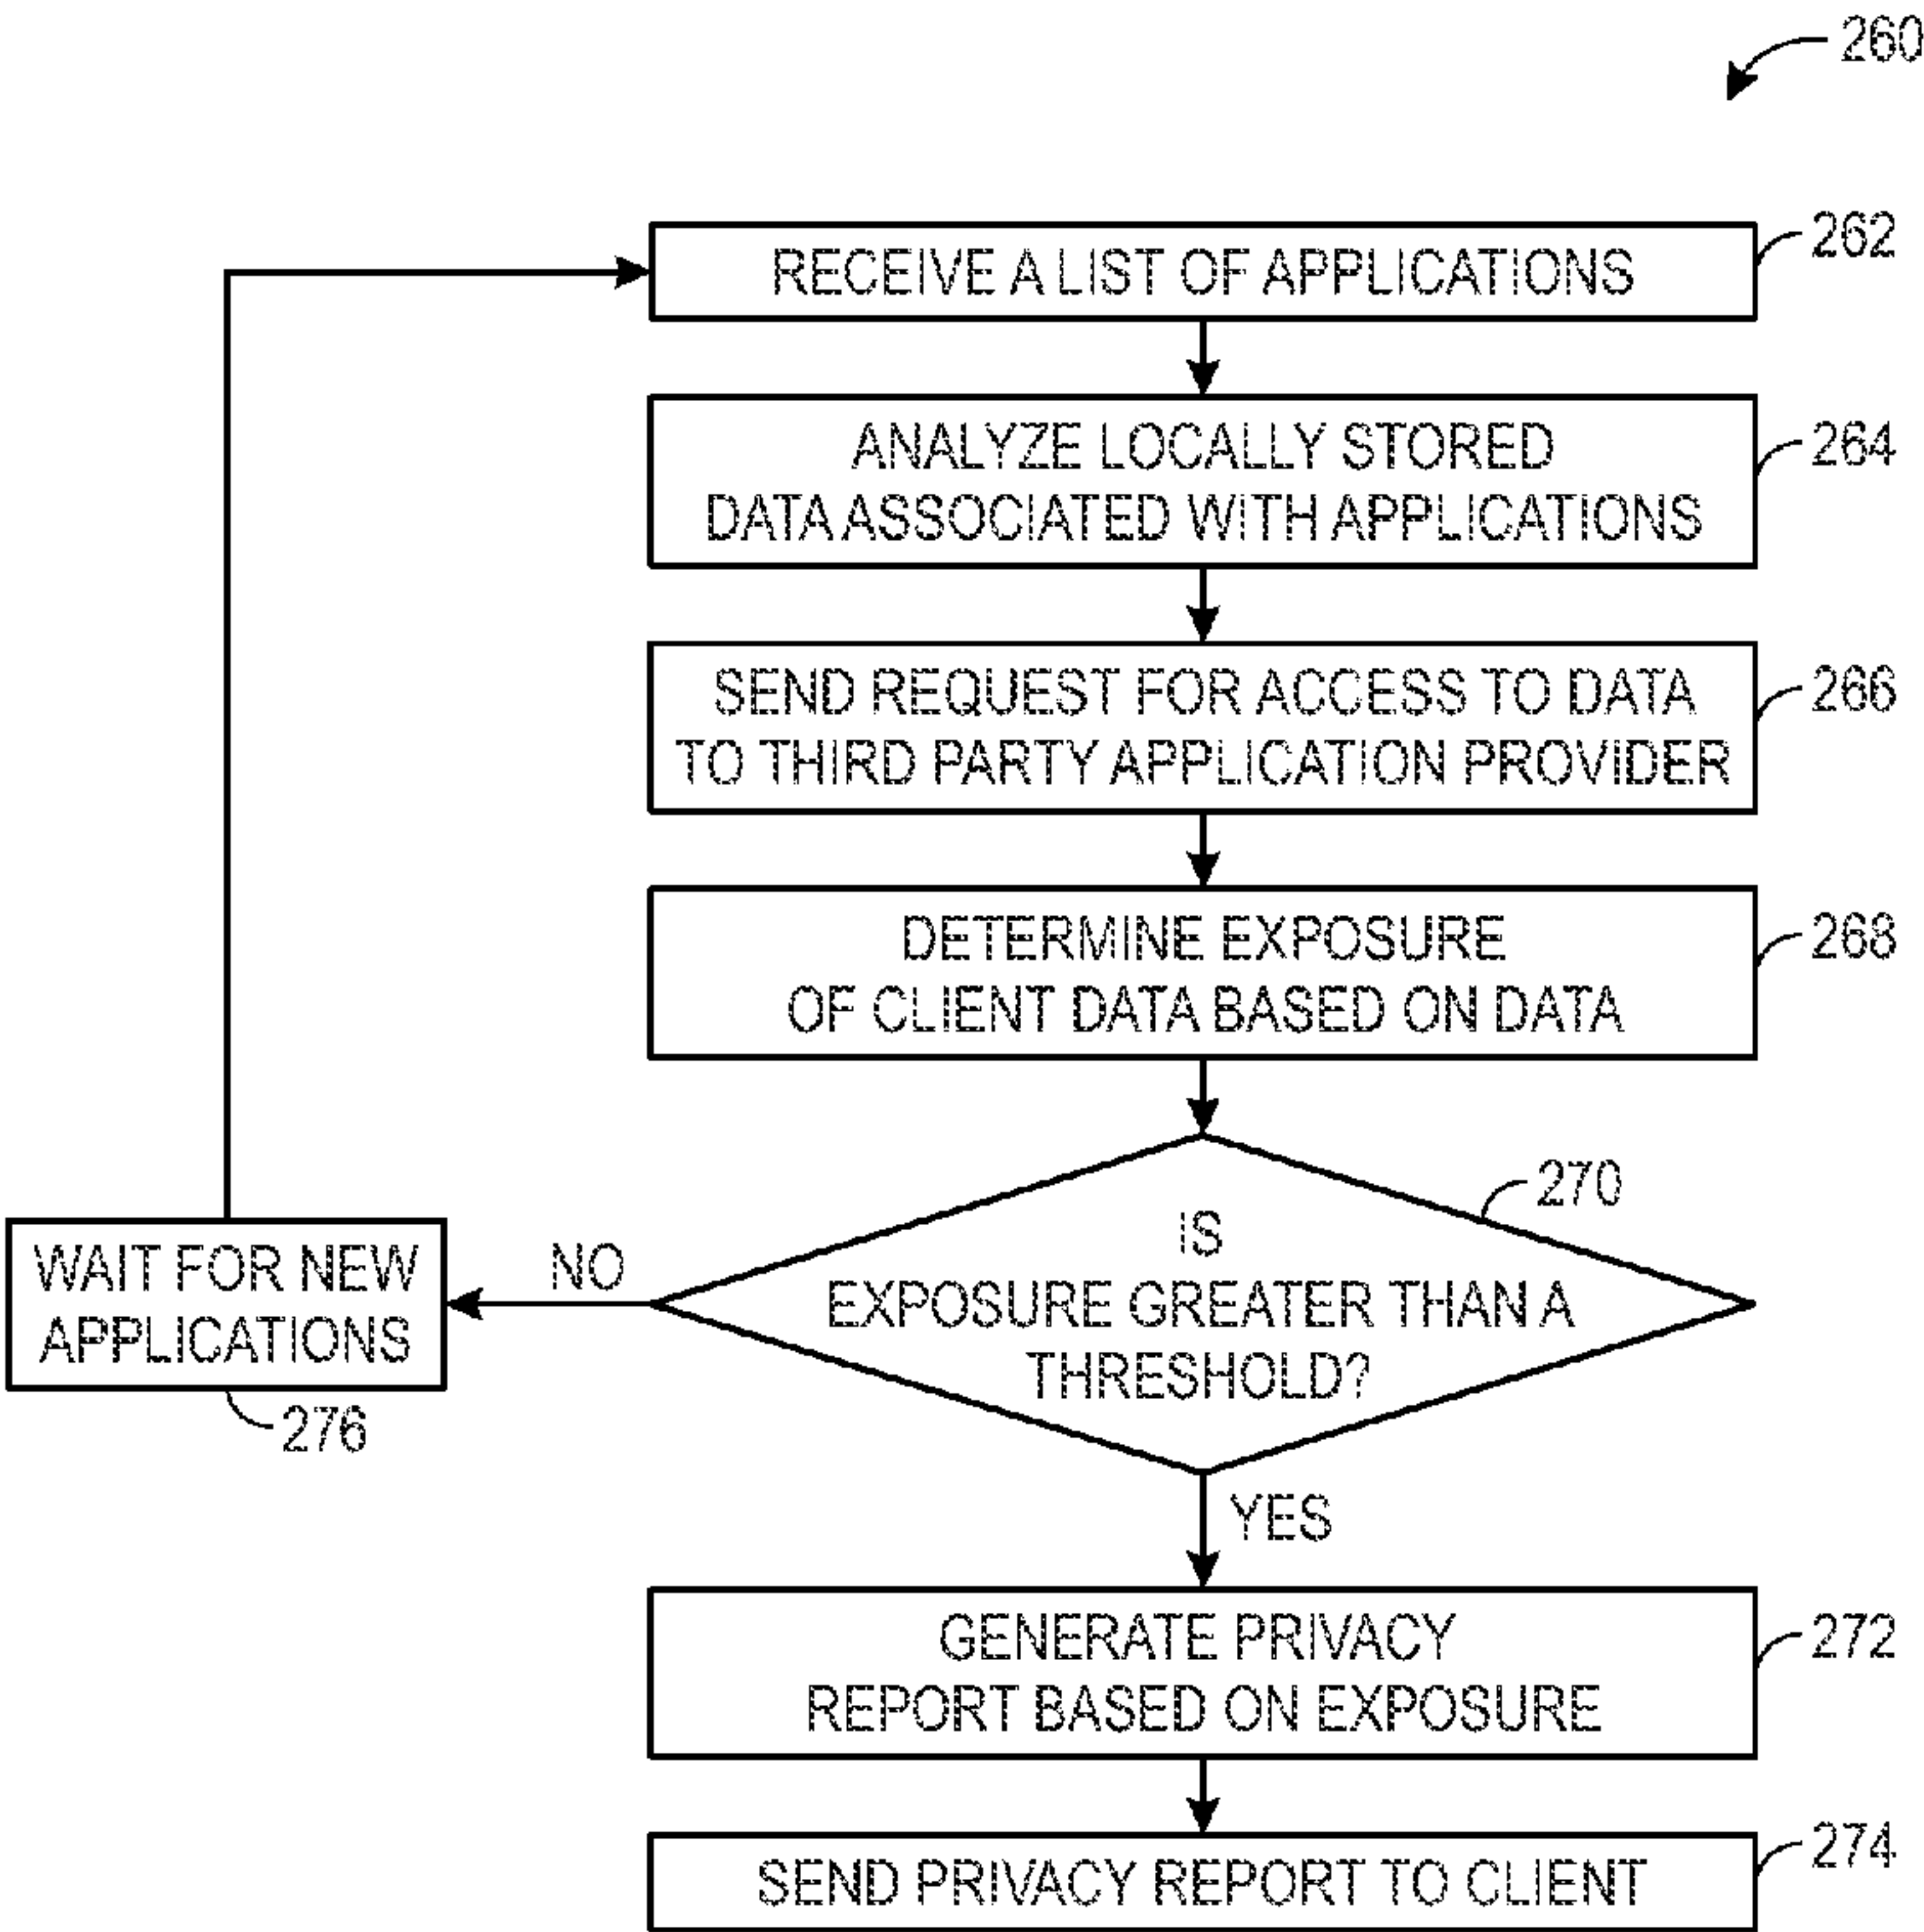 260
RECEIVE A LIST OF APPLICATIONS
262
ANALYZE LOCALLY STORED
DATA ASSOCIATED WITH APPLICATIONS
264
SEND REQUEST FOR ACCESS TO DATA
TO THIRD PARTY APPLICATION PROVIDER
266
DETERMINE EXPOSURE
OF CLIENT DATA BASED ON DATA
268
IS
EXPOSURE GREATER THAN A
THRESHOLD?
270
NO
WAIT FOR NEW
APPLICATIONS
276
YES
GENERATE PRIVACY
REPORT BASED ON EXPOSURE
272
SEND PRIVACY REPORT TO CLIENT
274